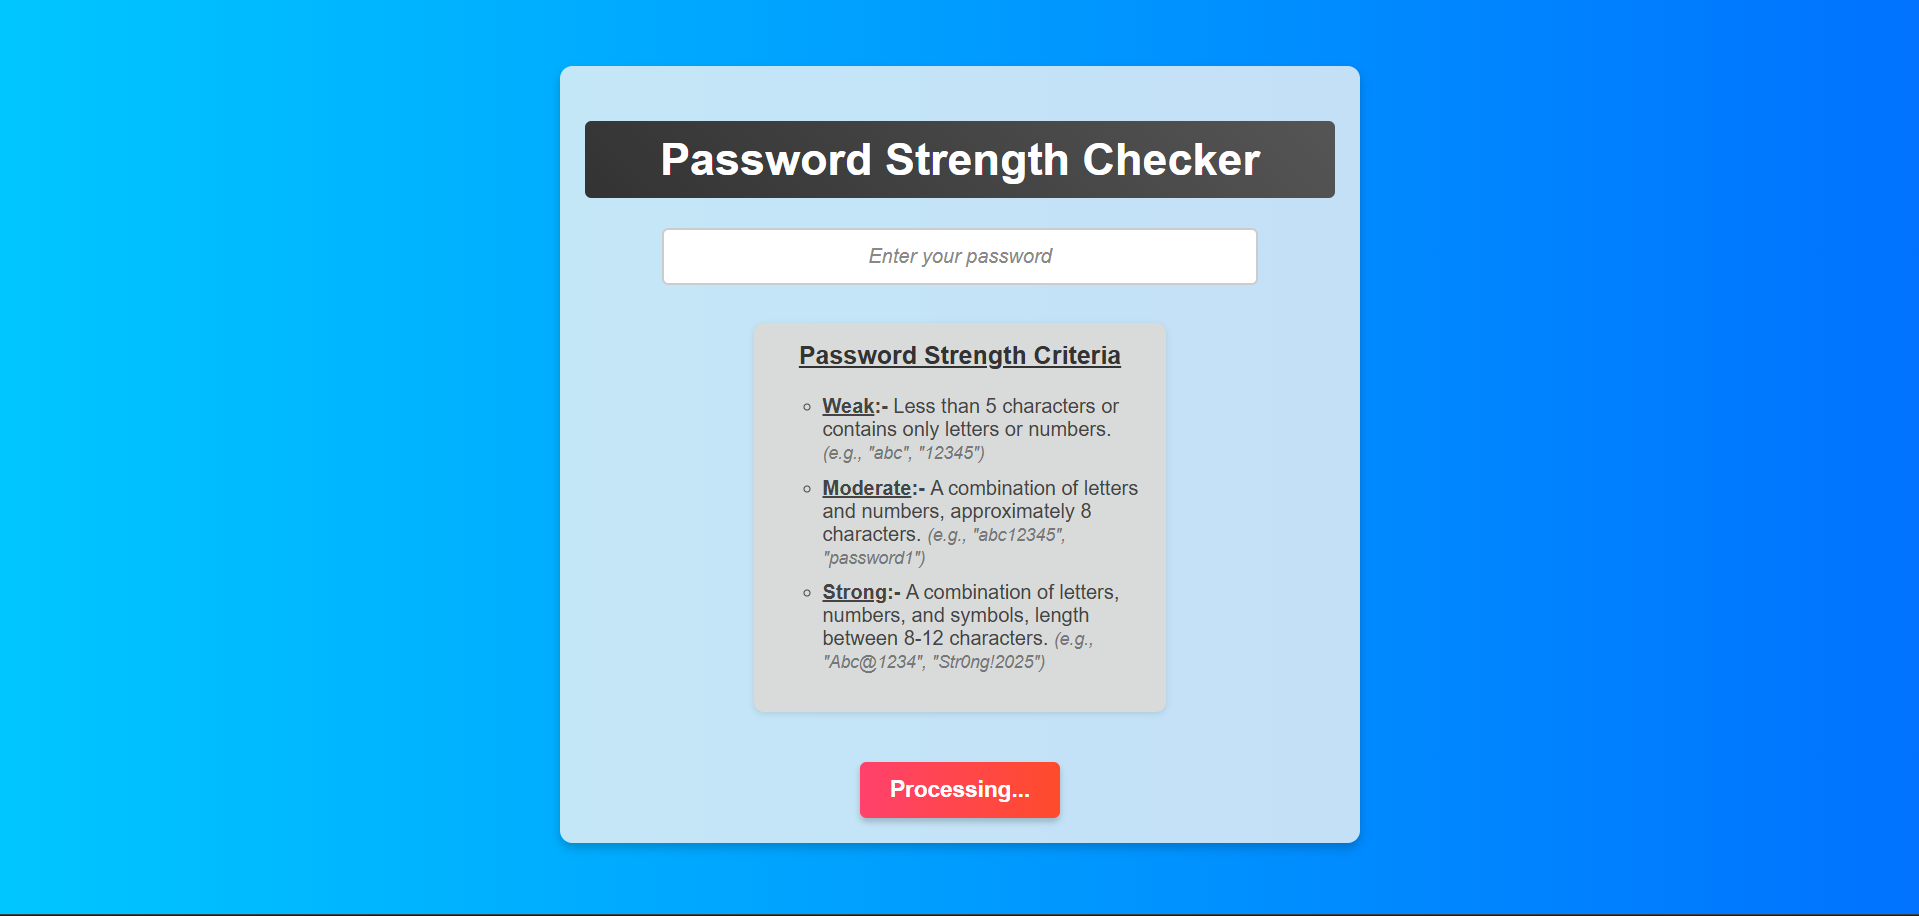 Password Strength Checker
Enter your password
Password Strength Criteria
Weak:- Less than 5 characters or
contains only letters or numbers.
(e.g., "abc", "12345")
Moderate:- A combination of letters
and numbers, approximately 8
characters. (e.g., "abc12345",
"password1")
Strong:- A combination of letters,
numbers, and symbols, length
between 8-12 characters. (e.g.,
"Abc@1234", "Str0ng!2025")
Processing...